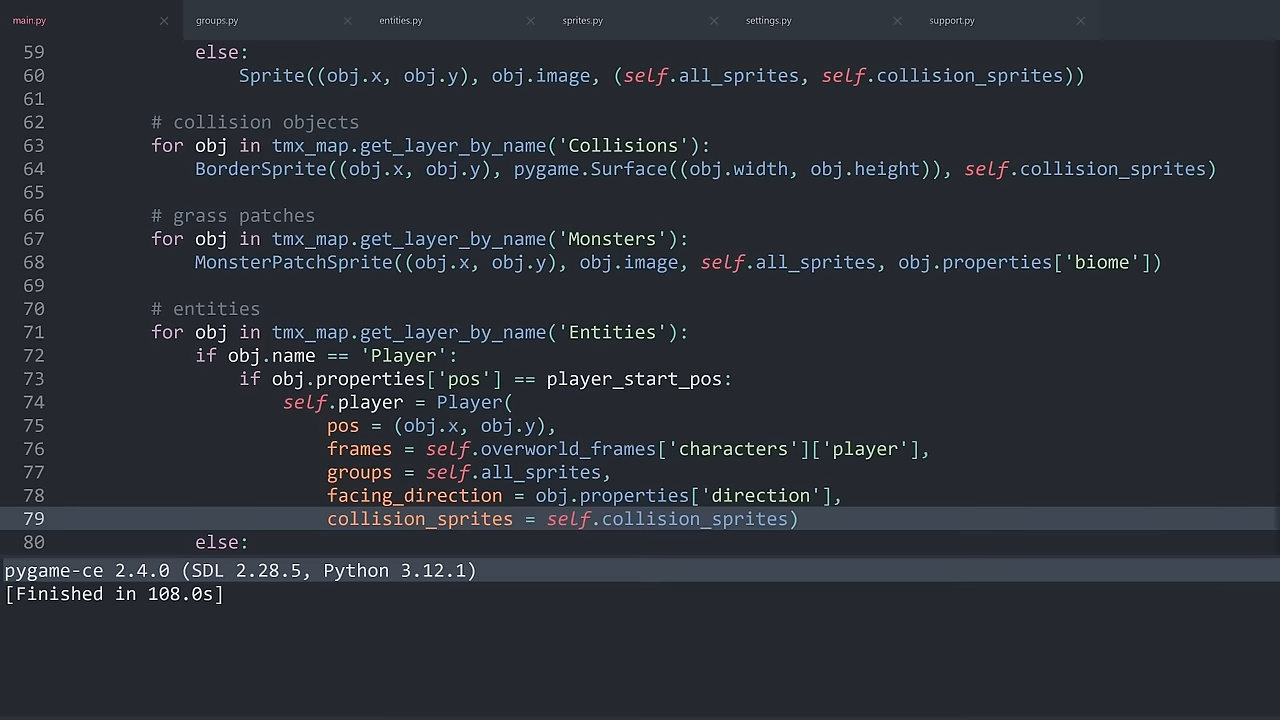 main.py groups.py entities.py sprites.py settings.py support.py
59 else:
60 Sprite((obj.x, obj.y), obj.image, (self.all_sprites, self.collision_sprites))
61
62 # collision objects
63 for obj in tmx_map.get_layer_by_name('Collisions'):
64 BorderSprite((obj.x, obj.y), pygame.Surface((obj.width, obj.height)), self.collision_sprites)
65
66 # grass patches
67 for obj in tmx_map.get_layer_by_name('Monsters'):
68 MonsterPatchSprite((obj.x, obj.y), obj.image, self.all_sprites, obj.properties['biome'])
69
70 # entities
71 for obj in tmx_map.get_layer_by_name('Entities'):
72 if obj.name == 'Player':
73 if obj.properties['pos'] == player_start_pos:
74 self.player = Player(
75 pos = (obj.x, obj.y),
76 frames = self.overworld_frames['characters']['player'],
77 groups = self.all_sprites,
78 facing_direction = obj.properties['direction'],
79 collision_sprites = self.collision_sprites)
80 else:
pygame-ce 2.4.0 (SDL 2.28.5, Python 3.12.1)
[Finished in 108.0s]